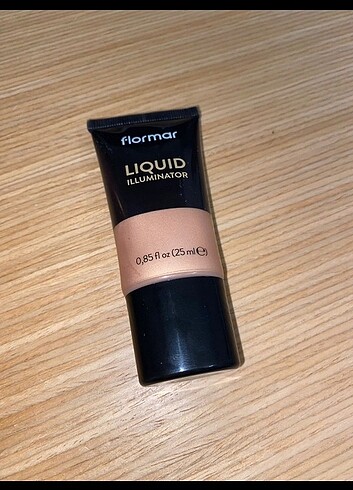 flormar
LIQUID
ILLUMINATOR
0,85 fl oz (25 ml ℮)